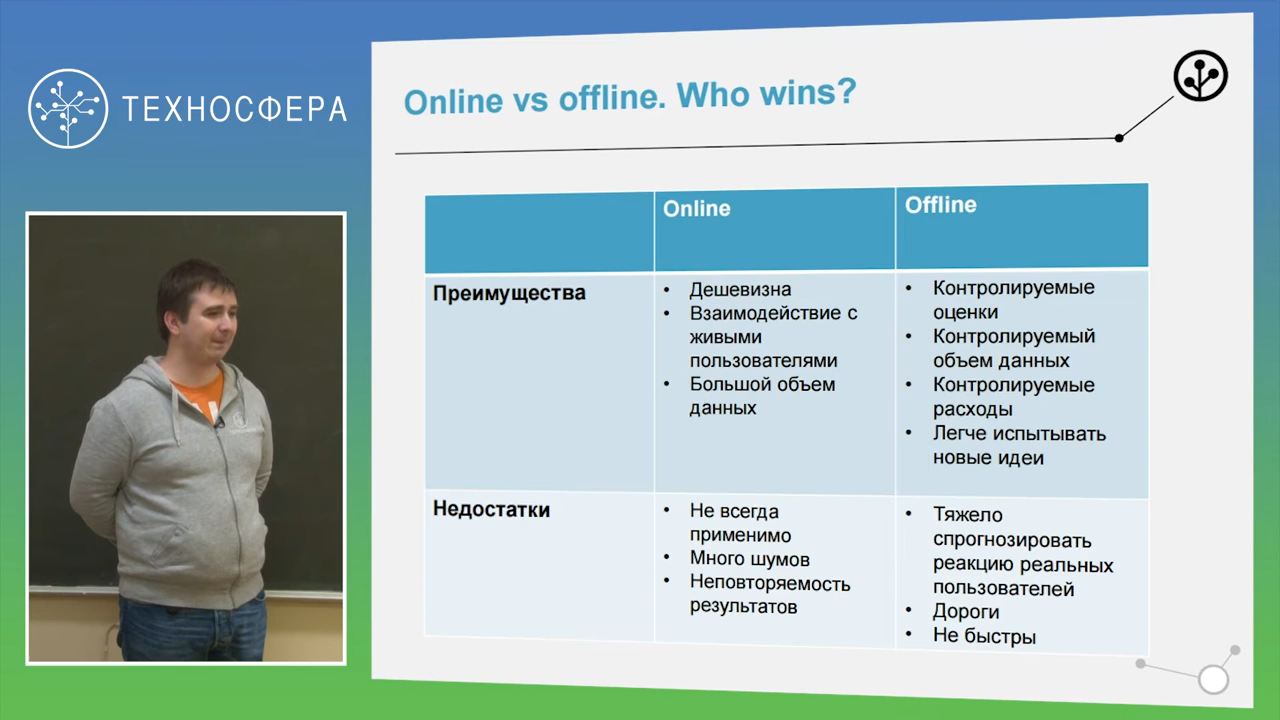 ТЕХНОСФЕРА
Online vs offline. Who wins?
Online
Offline
Преимущества
• Дешевизна
• Взаимодействие с
живыми
пользователями
• Большой объем
данных
• Контролируемые
оценки
• Контролируемый
объем данных
• Контролируемые
расходы
• Легче испытывать
новые идеи
Недостатки
• Не всегда
применимо
• Много шумов
• Неповторяемость
результатов
• Тяжело
спрогнозировать
реакцию реальных
пользователей
• Дороги
• Не быстры